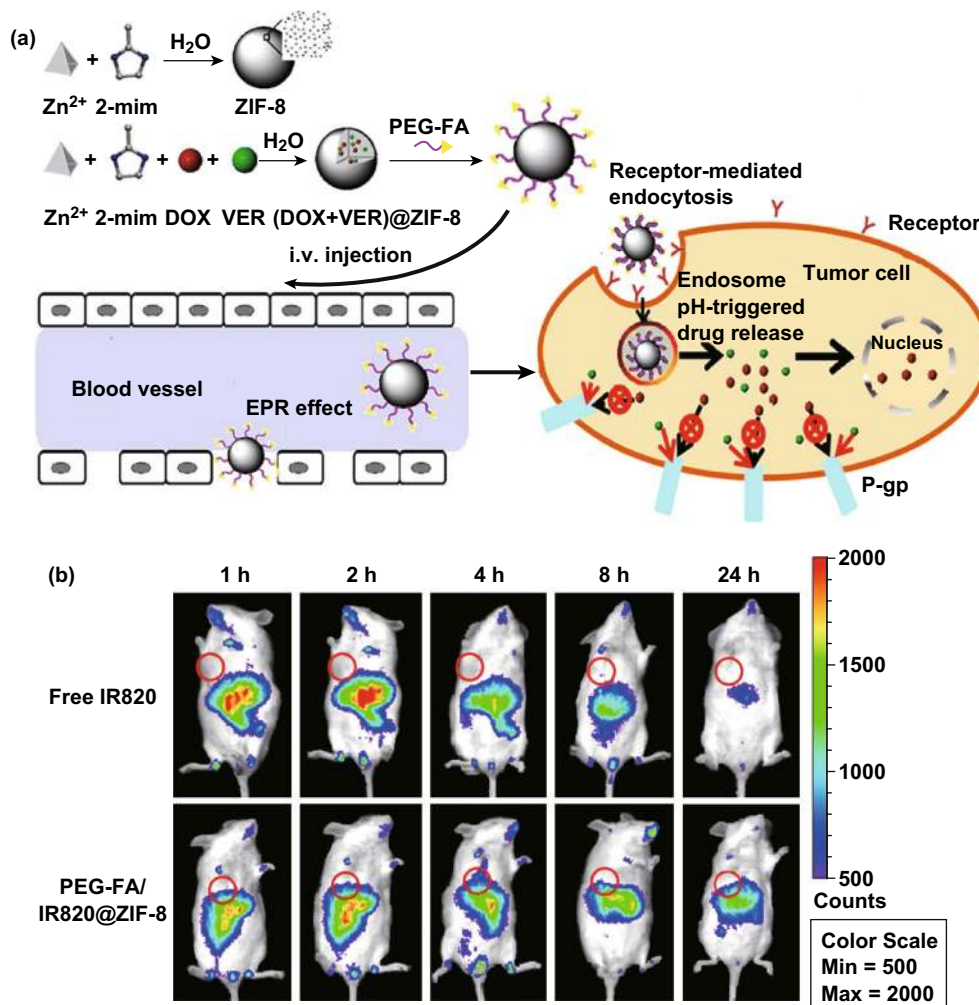 (a)
H₂O
Zn²⁺ 2-mim ZIF-8
+
H₂O
PEG-FA
+ + +
Zn²⁺ 2-mim DOX VER (DOX+VER)@ZIF-8
i.v. injection
Receptor-mediated
endocytosis
Receptor
Tumor cell
Endosome
pH-triggered
drug release
Nucleus
P-gp
Blood vessel
EPR effect
(b)
1 h 2 h 4 h 8 h 24 h
Free IR820
PEG-FA/
IR820@ZIF-8
2000
1500
1000
500
Counts
Color Scale
Min = 500
Max = 2000